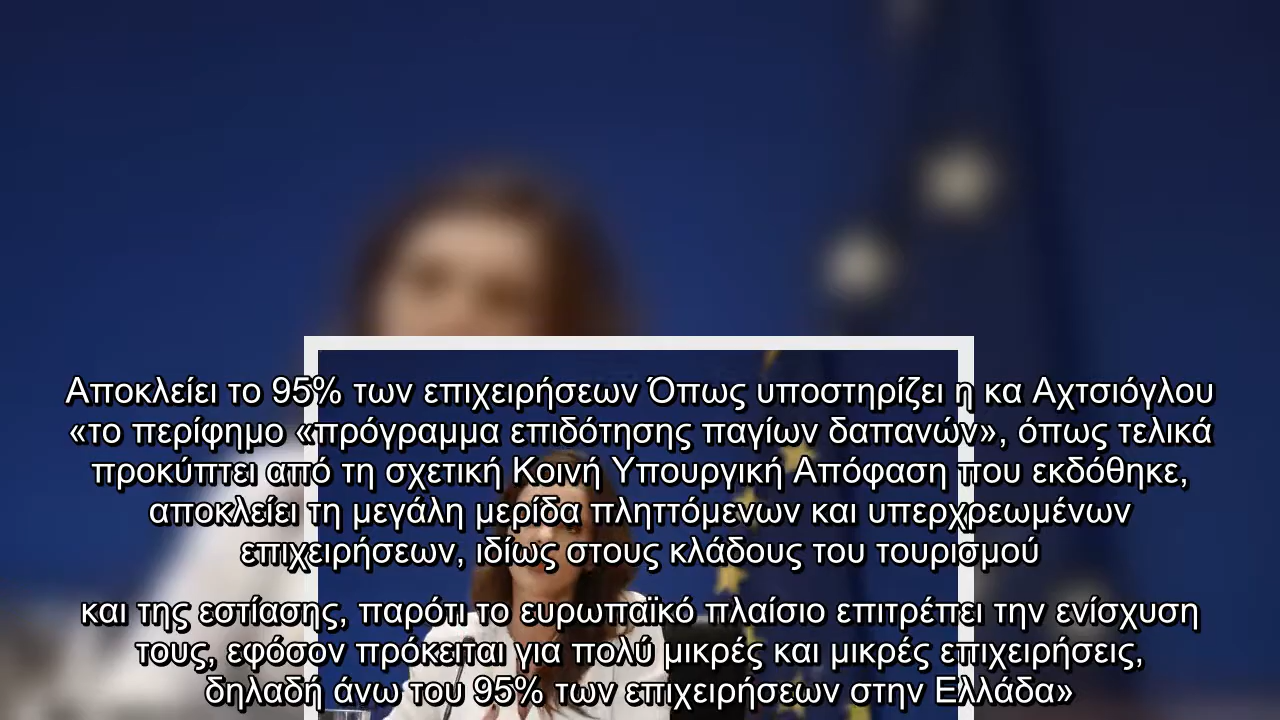 Αποκλείει το 95% των επιχειρήσεων Όπως υποστηρίζει η κα Αχτσιόγλου
«το περίφημο «πρόγραμμα επιδότησης παγίων δαπανών», όπως τελικά
προκύπτει από τη σχετική Κοινή Υπουργική Απόφαση που εκδόθηκε,
αποκλείει τη μεγάλη μερίδα πληττόμενων και υπερχρεωμένων
επιχειρήσεων, ιδίως στους κλάδους του τουρισμού
και της εστίασης, παρότι το ευρωπαϊκό πλαίσιο επιτρέπει την ενίσχυση
τους, εφόσον πρόκειται για πολύ μικρές και μικρές επιχειρήσεις,
δηλαδή άνω του 95% των επιχειρήσεων στην Ελλάδα»